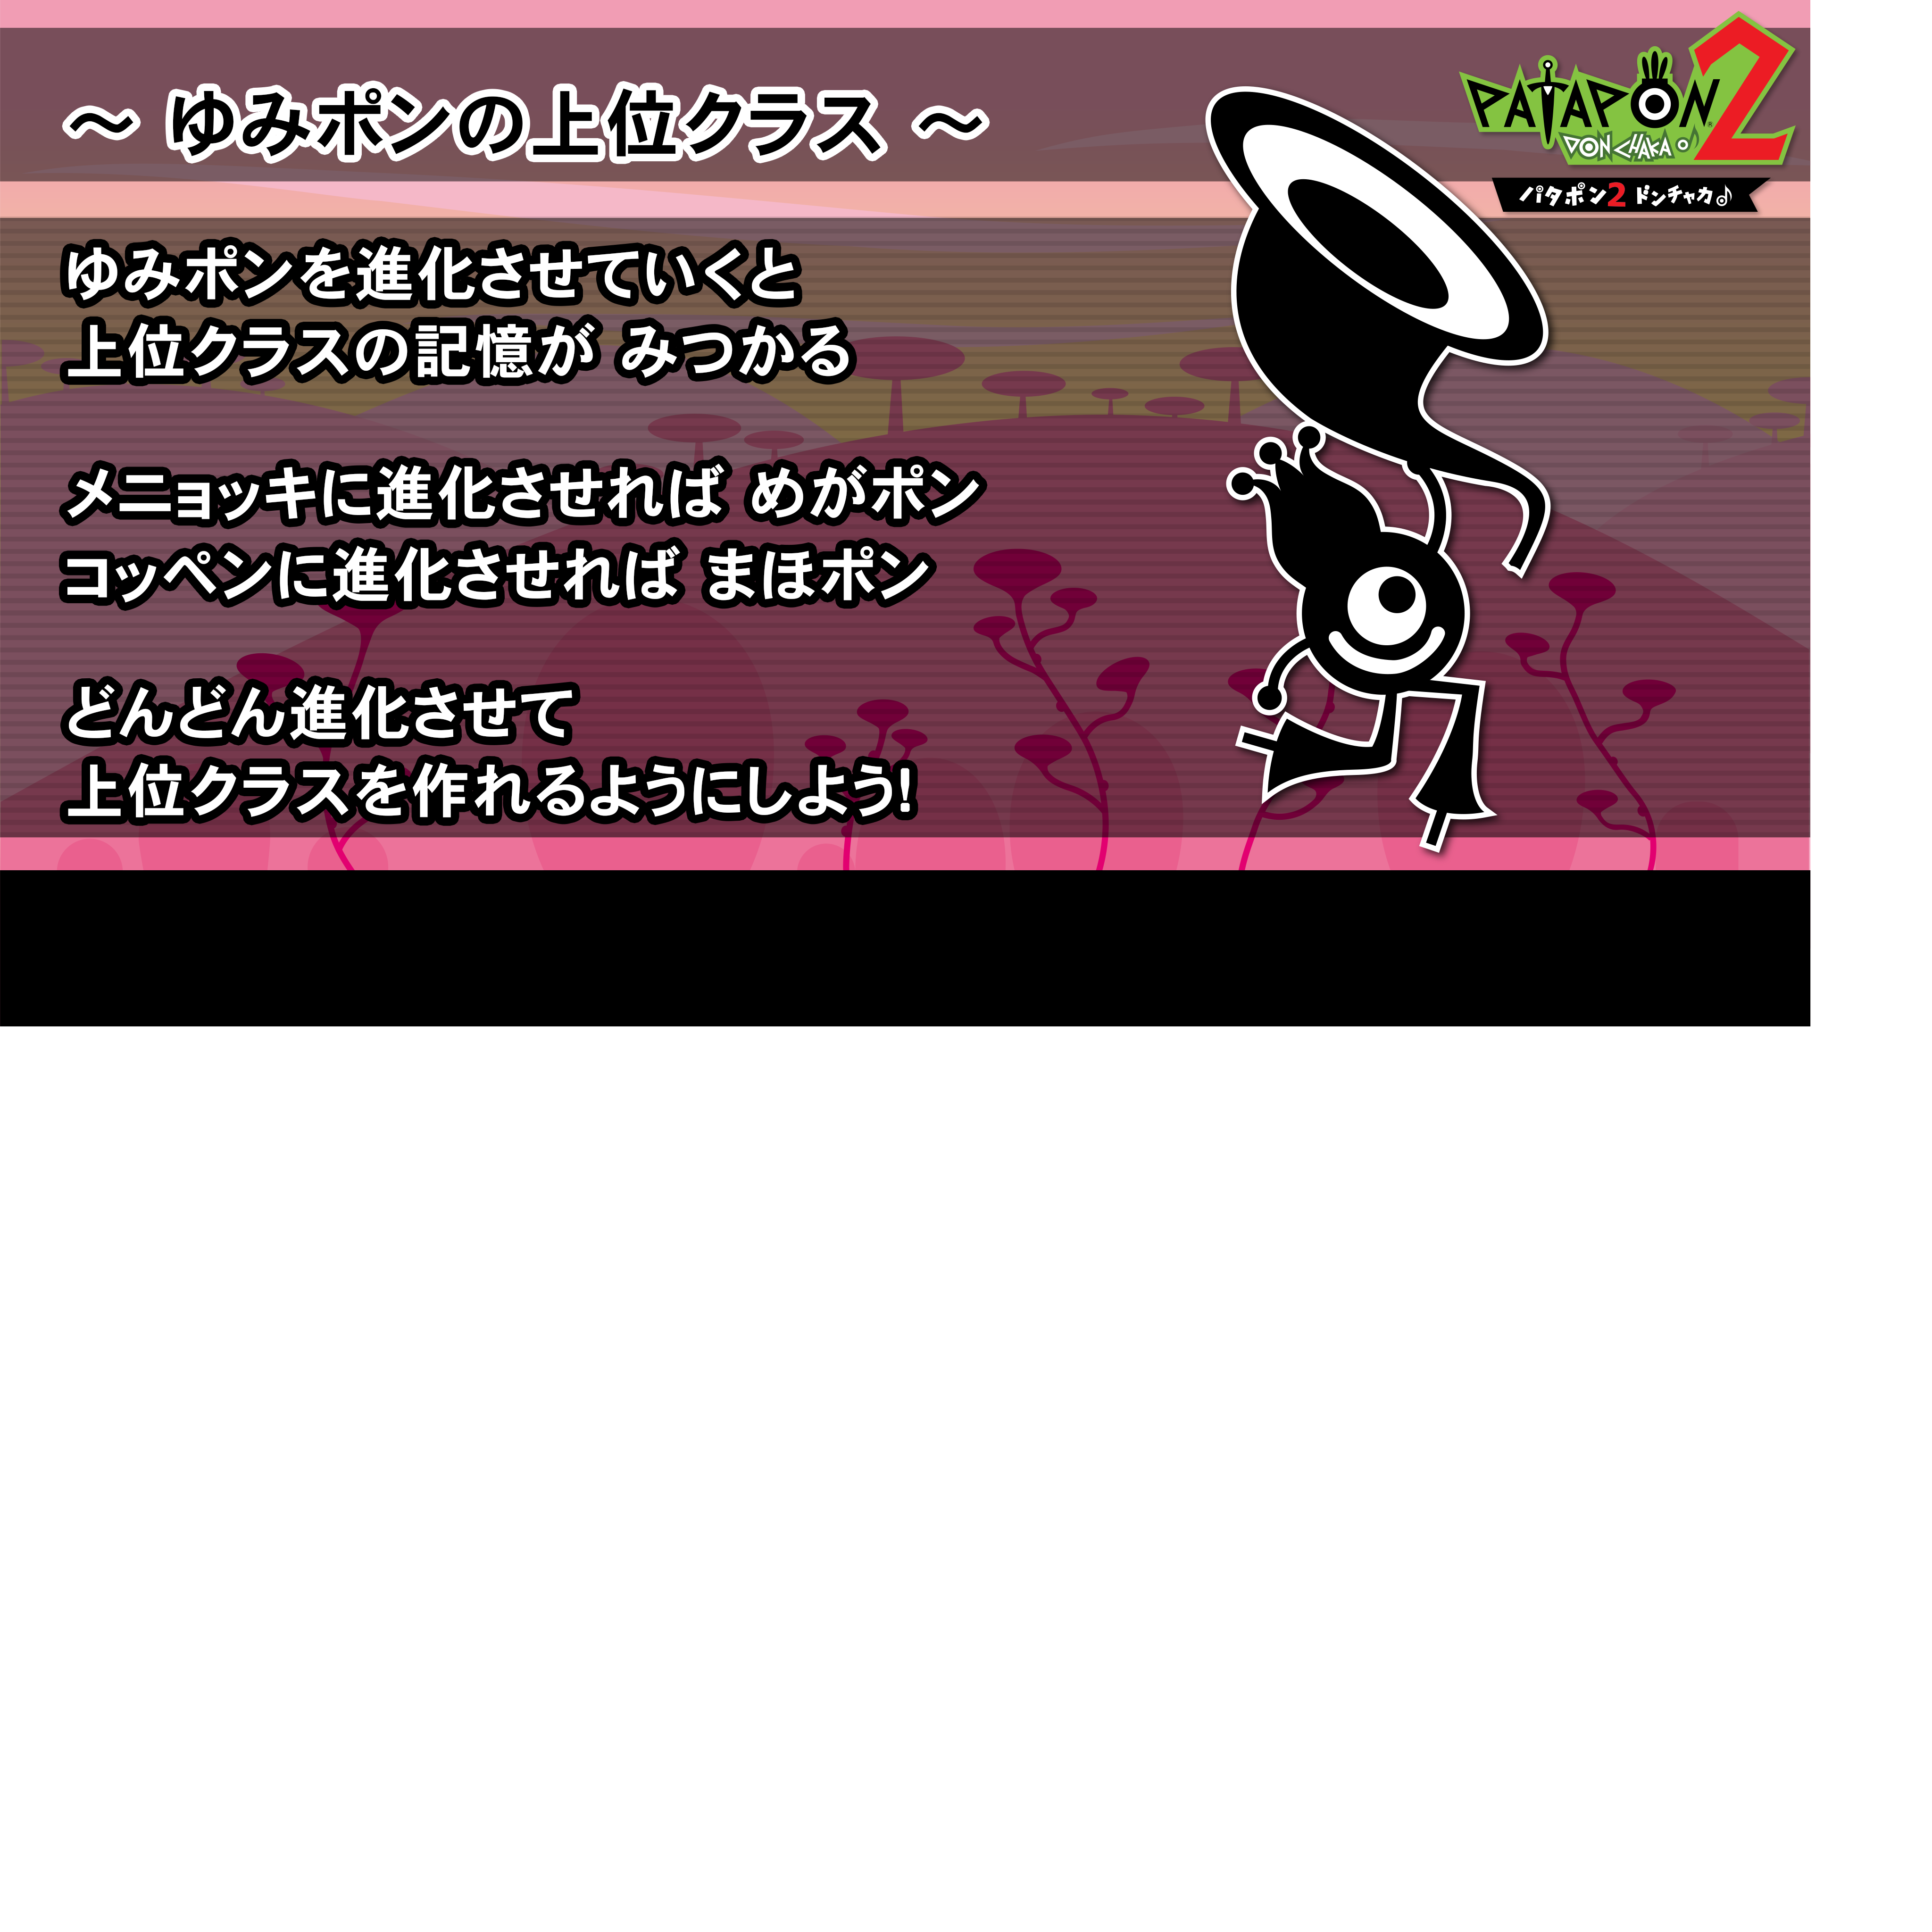 ～ ゆみポンの上位クラス ～
PATAPON 2
DON CHAKA♪
パタポン2 ドンチャカ♪
ゆみポンを進化させていくと
上位クラスの記憶が みつかる
メニョッキに進化させれば めがポン
コッペンに進化させれば まほポン
どんどん進化させて
上位クラスを作れるようにしよう!